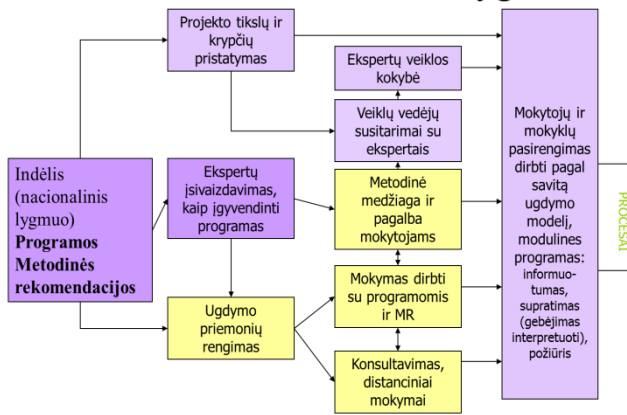 Projekto tikslų ir
krypčių
pristatymas
Ekspertų veiklos
kokybė
Veiklų vedėjų
susitarimai su
ekspertais
Indėlis
(nacionalinis
lygmuo)
Programos
Metodinės
rekomendacijos
Ekspertų
įsivaizdavimas,
kaip įgyvendinti
programas
Metodinė
medžiaga ir
pagalba
mokytojams
Ugdymo
priemonių
rengimas
Mokymas dirbti
su programomis
ir MR
Konsultavimas,
distanciniai
mokymai
Mokytojų ir
mokyklų
pasirengimas
dirbti pagal
savitą
ugdymo
modelį,
modulines
programas:
informuo-
tumas,
supratimas
(gebėjimas
interpretuoti),
požiūris
PROCESAI